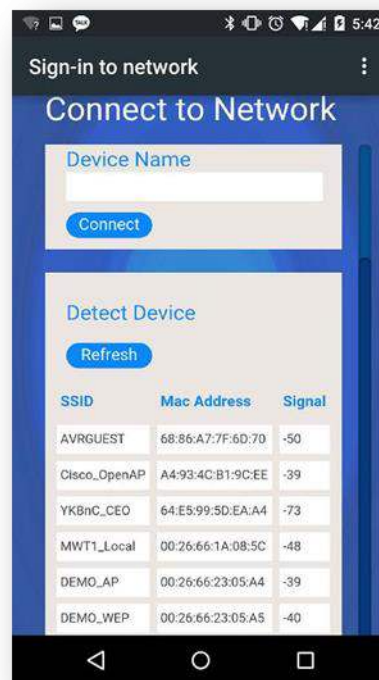 TALK 5:42
Sign-in to network
Connect to Network
Device Name
Connect
Detect Device
Refresh
SSID Mac Address Signal
AVRGUEST 68:86:A7:7F:6D:70 -50
Cisco_OpenAP A4:93:4C:B1:9C:EE -39
YKBnC_CEO 64:E5:99:5D:EA:A4 -73
MWT1_Local 00:26:66:1A:08:5C -48
DEMO_AP 00:26:66:23:05:A4 -39
DEMO_WEP 00:26:66:23:05:A5 -40